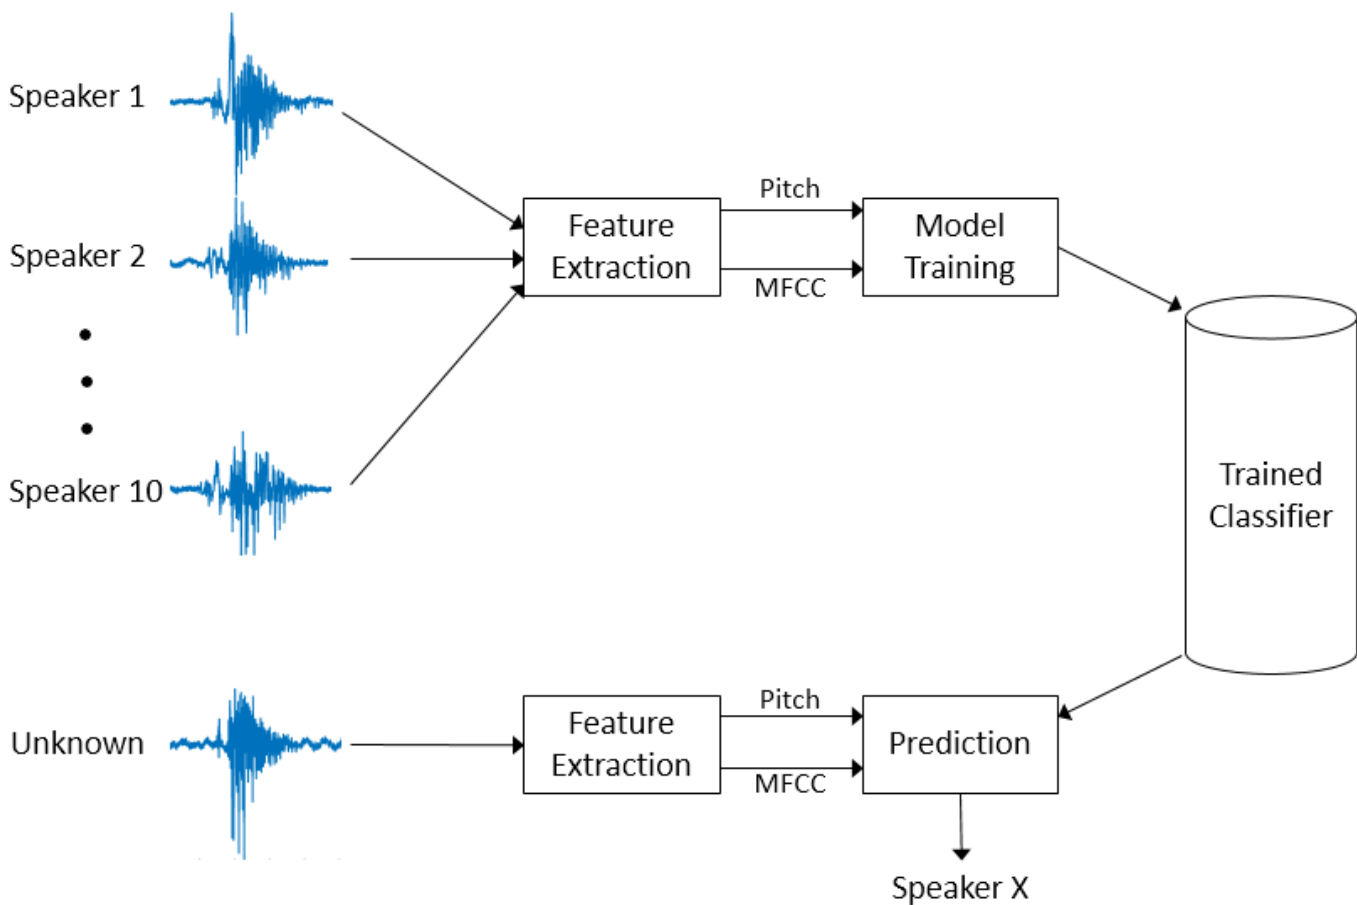 Speaker 1
Speaker 2
Speaker 10
Feature
Extraction
Pitch
MFCC
Model
Training
Trained
Classifier
Unknown
Feature
Extraction
Pitch
MFCC
Prediction
Speaker X